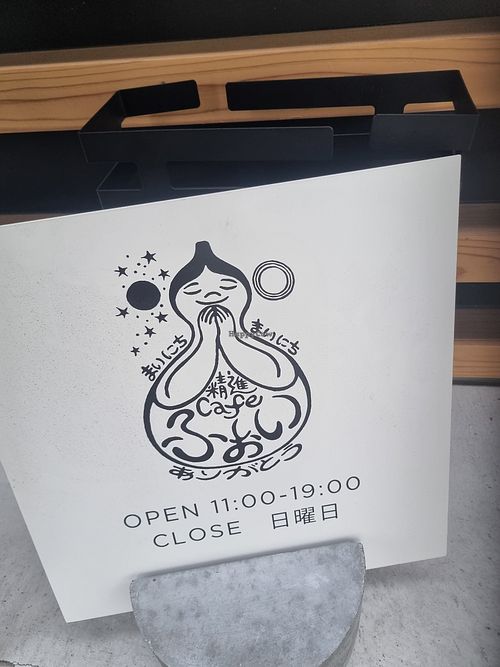 まいにち
まいにち
精進
cafe
ふおい
ありがとう
OPEN 11:00-19:00
CLOSE 日曜日